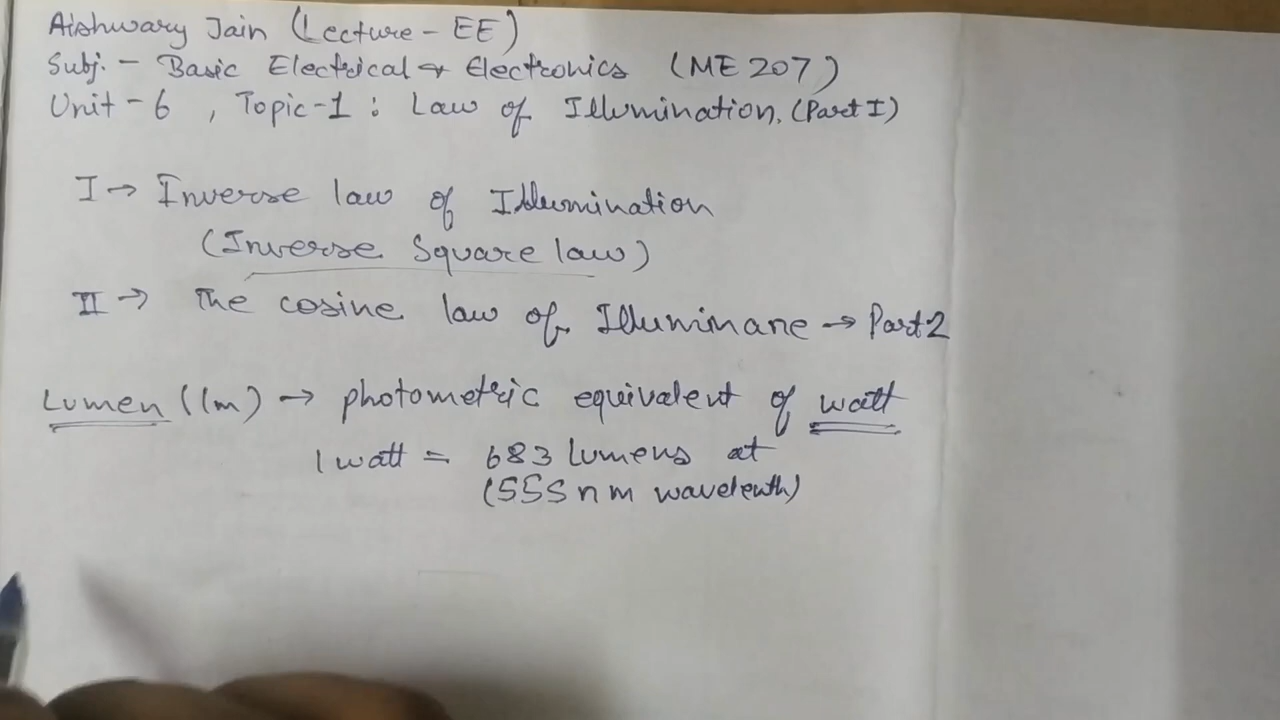 Aishwary Jain (Lecture - EE)
Subj. - Basic Electrical & Electronics (ME 207)
Unit - 6 , Topic-1 : Law of Illumination. (Part I)
I → Inverse law of Illumination
(Inverse Square law)
II → The cosine law of Illuminane → Part 2
Lumen (lm) → photometric equivalent of watt
1 watt = 683 Lumens at
(555 nm wavelenth)